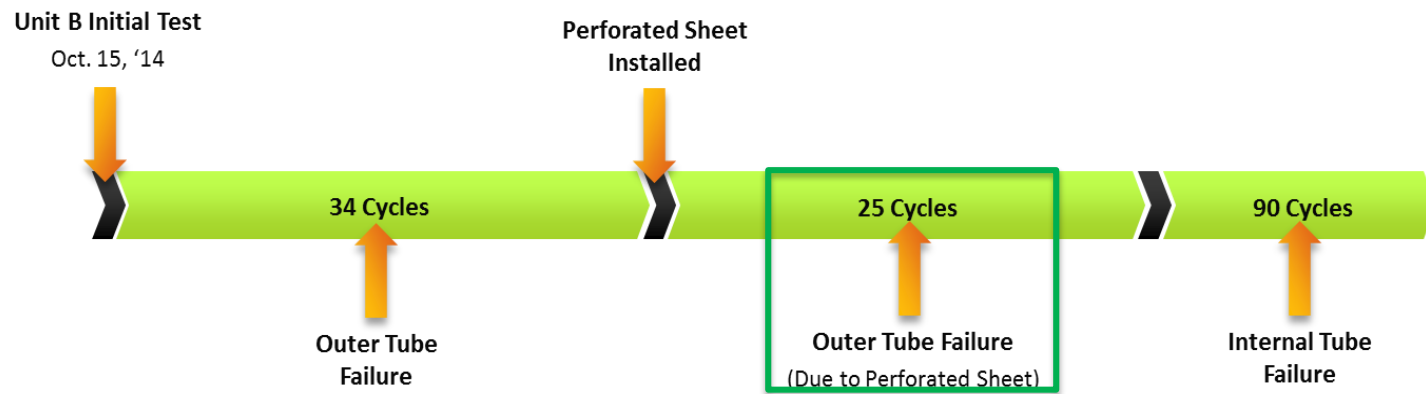 Unit B Initial Test
Oct. 15, ‘14
Perforated Sheet
Installed
34 Cycles
25 Cycles
90 Cycles
Outer Tube
Failure
Outer Tube Failure
(Due to Perforated Sheet)
Internal Tube
Failure